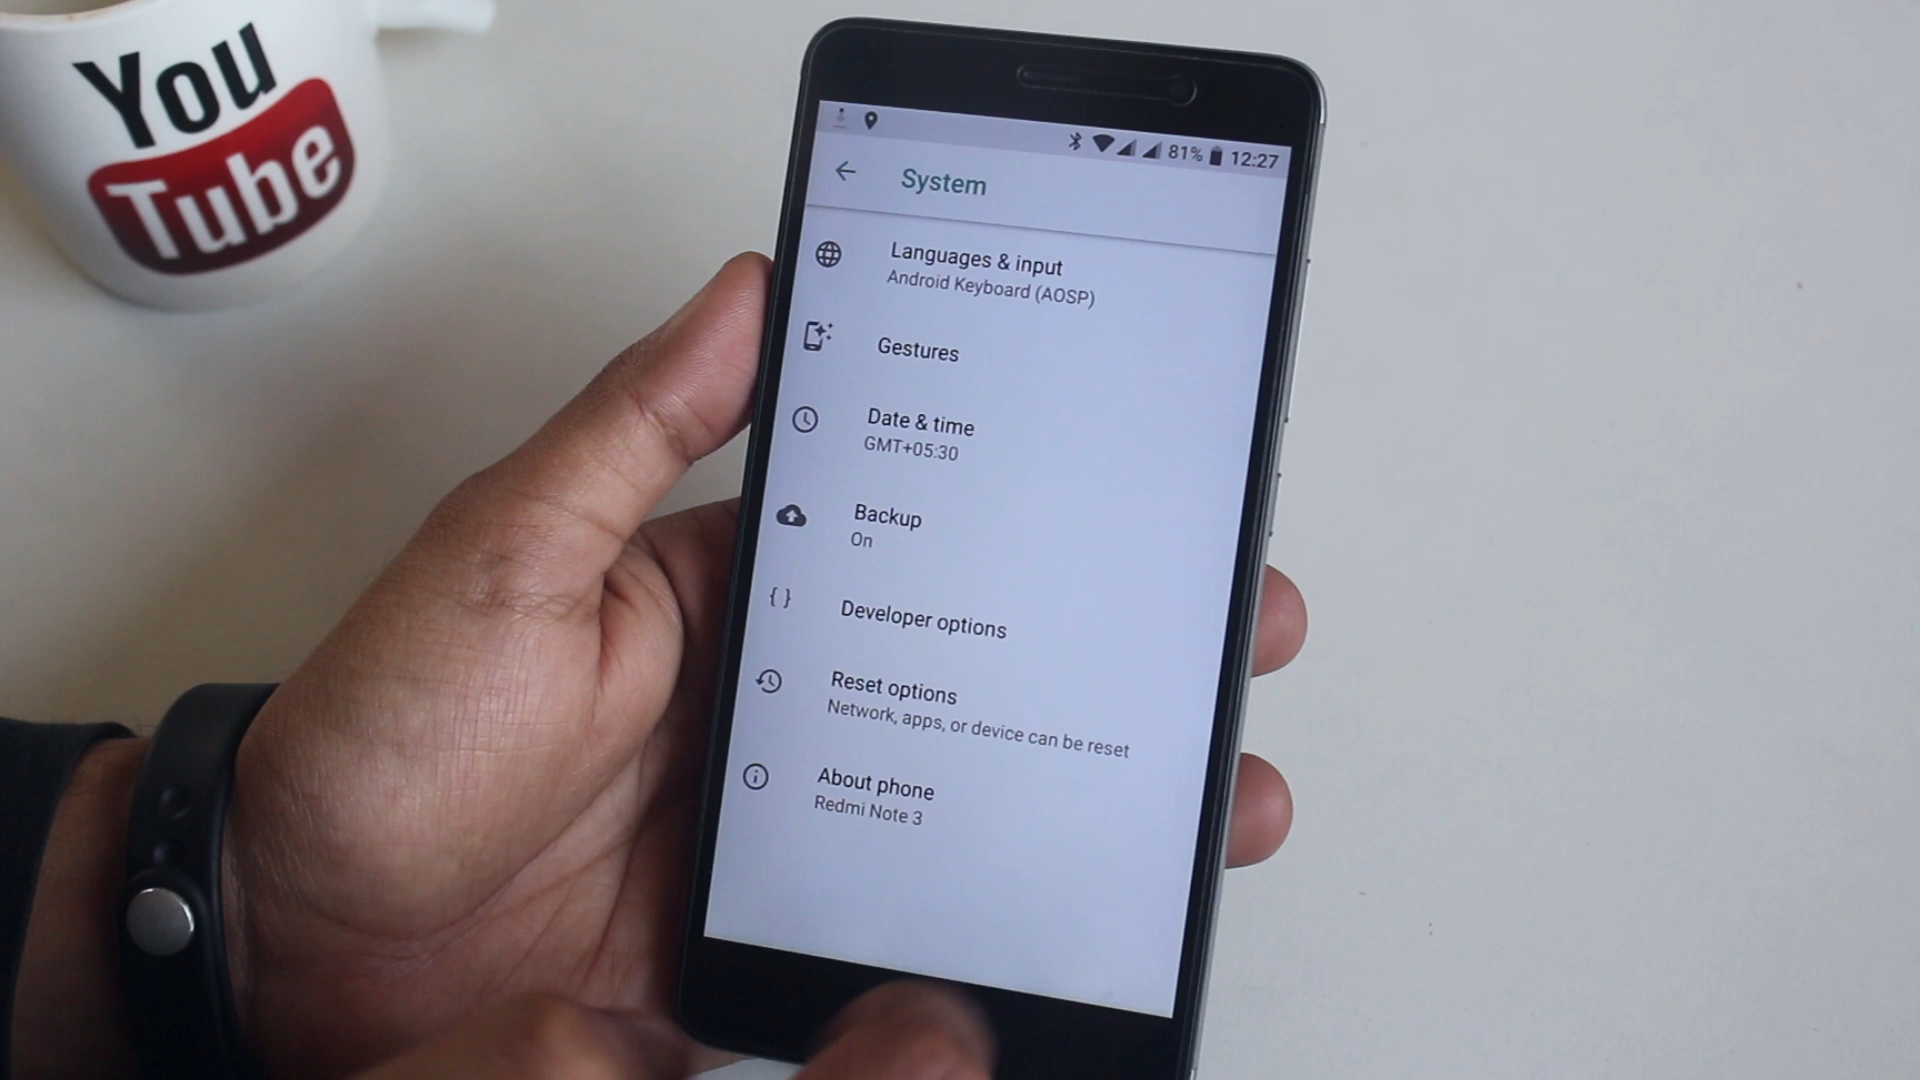 You
Tube
81% 12:27
System
Languages & input
Android Keyboard (AOSP)
Gestures
Date & time
GMT+05:30
Backup
On
{ }
Developer options
Reset options
Network, apps, or device can be reset
About phone
Redmi Note 3